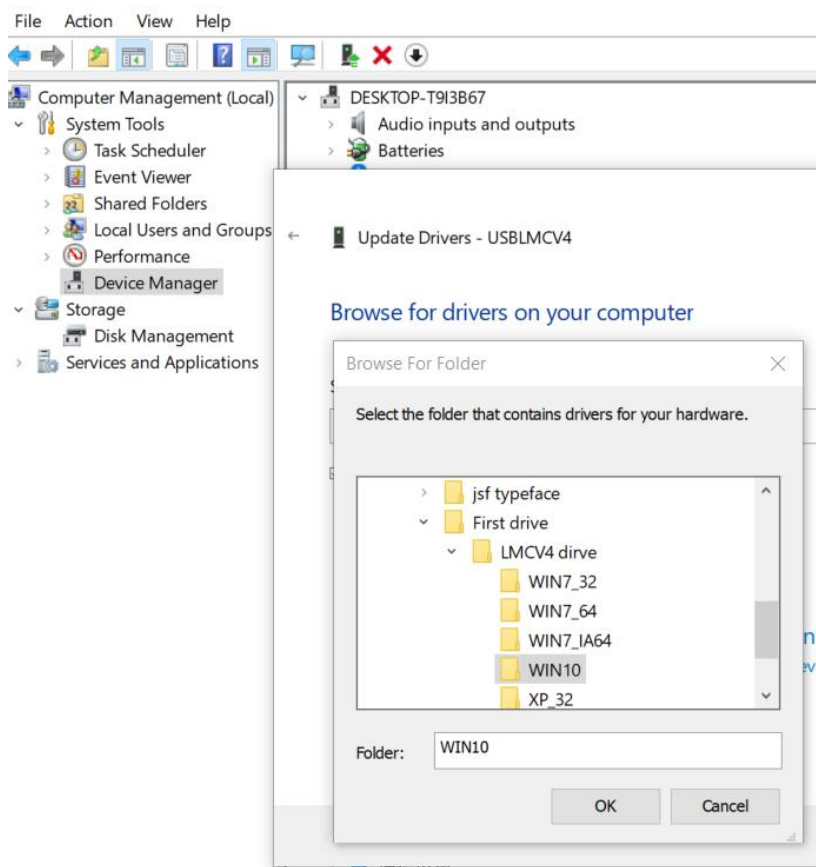 File Action View Help
Computer Management (Local)
System Tools
Task Scheduler
Event Viewer
Shared Folders
Local Users and Groups
Performance
Device Manager
Storage
Disk Management
Services and Applications
DESKTOP-T9I3B67
Audio inputs and outputs
Batteries
Update Drivers - USBLMCV4
Browse for drivers on your computer
Browse For Folder
Select the folder that contains drivers for your hardware.
jsf typeface
First drive
LMCV4 dirve
WIN7_32
WIN7_64
WIN7_IA64
WIN10
XP_32
Folder: WIN10
OK Cancel